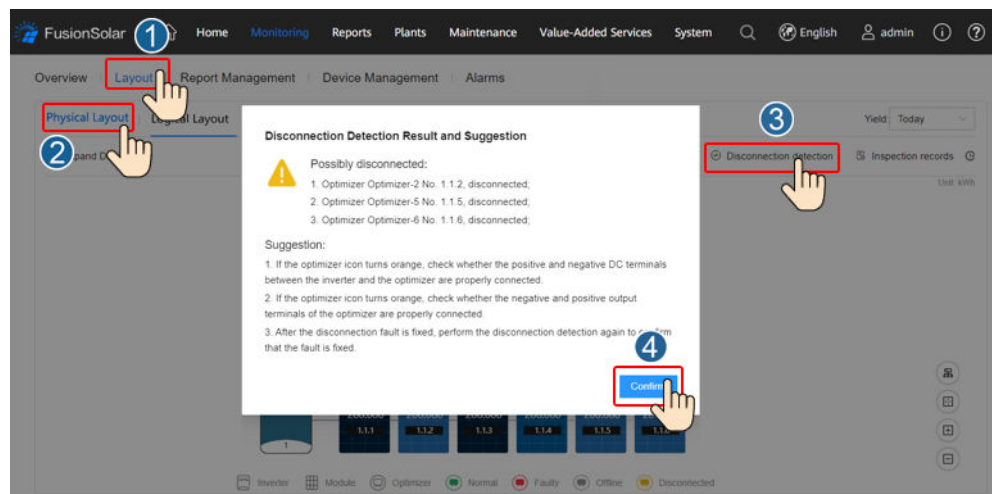 FusionSolar 1 Home Monitoring Reports Plants Maintenance Value-Added Services System English admin
Overview Layout Report Management Device Management Alarms
Physical Layout Logical Layout 3 Yield Today
2 Disconnection detection Inspection records
Unit: kWh
Disconnection Detection Result and Suggestion
Possibly disconnected:
1. Optimizer Optimizer-2 No. 1.1.2, disconnected;
2. Optimizer Optimizer-5 No. 1.1.5, disconnected;
3. Optimizer Optimizer-6 No. 1.1.6, disconnected;
Suggestion:
1. If the optimizer icon turns orange, check whether the positive and negative DC terminals
between the inverter and the optimizer are properly connected.
2. If the optimizer icon turns orange, check whether the negative and positive output
terminals of the optimizer are properly connected.
3. After the disconnection fault is fixed, perform the disconnection detection again to confirm
that the fault is fixed.
4
Confirm
1.1.1 1.1.2 1.1.3 1.1.4 1.1.5
1
Inverter Module Optimizer Normal Faulty Offline Disconnected